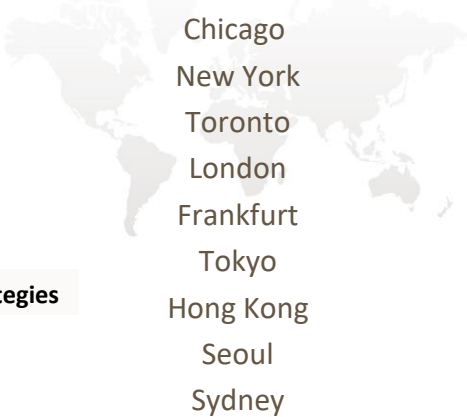 Chicago
New York
Toronto
London
Frankfurt
Tokyo
tegies
Hong Kong
Seoul
Sydney